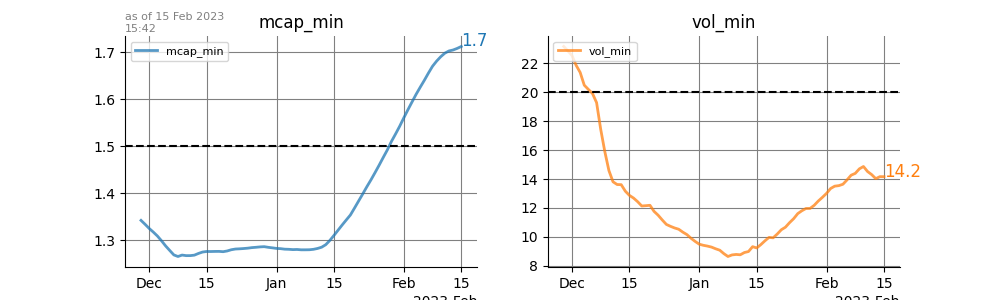 as of 15 Feb 2023
15:42
mcap_min
1.7
mcap_min
1.7
1.6
1.5
1.4
1.3
Dec 15 Jan 15 Feb 15
2023-Feb
vol_min
vol_min
22
20
18
16
14
12
10
8
14.2
Dec 15 Jan 15 Feb 15
2023-Feb